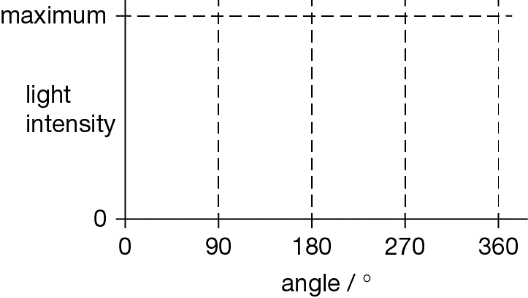 maximum
light
intensity
0
0 90 180 270 360
angle / °